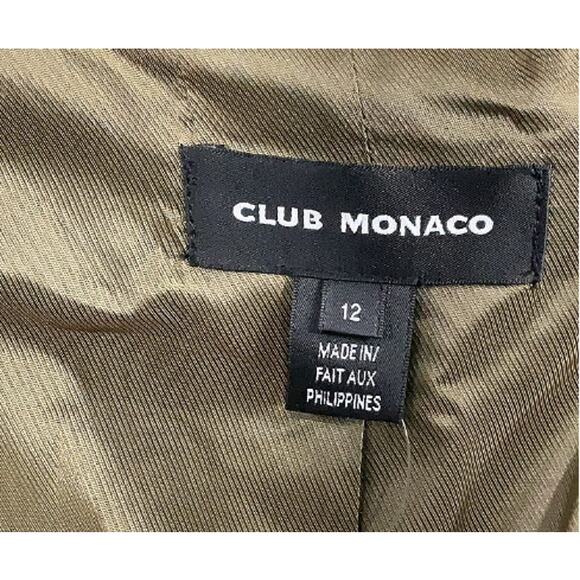 CLUB MONACO
12
MADE IN/
FAIT AUX
PHILIPPINES